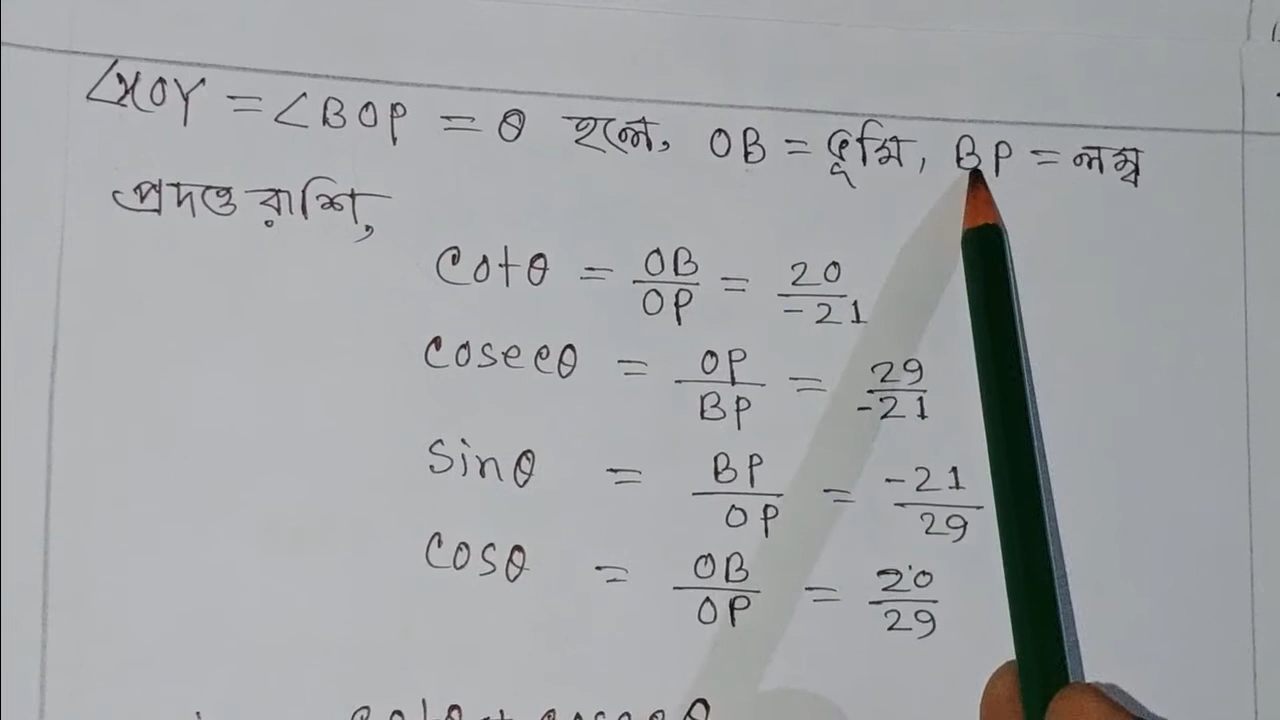 ∠XOY = ∠BOP = θ হলে, OB = ভূমি, BP = লম্ব
প্রদত্ত রাশি,
Cotθ = OB/OP = 20/-21
Cosecθ = OP/BP = 29/-21
Sinθ = BP/OP = -21/29
Cosθ = OB/OP = 20/29